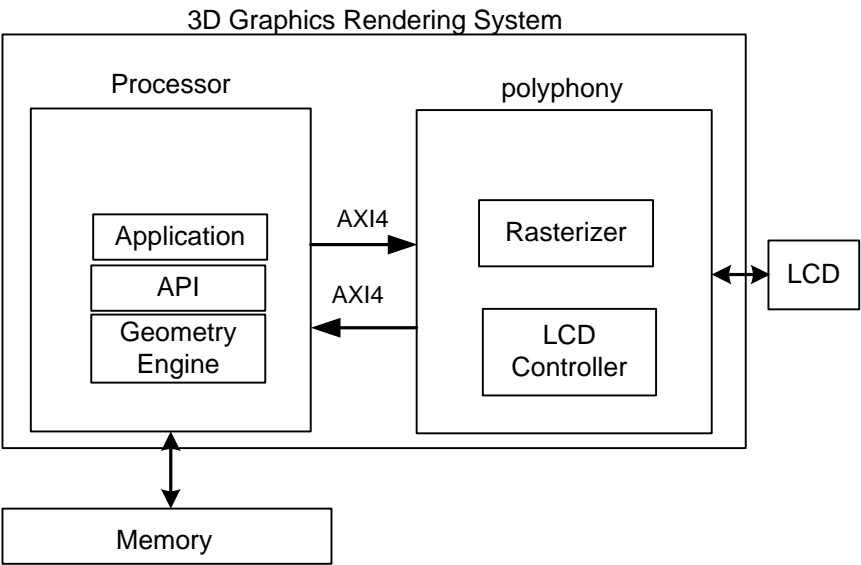 3D Graphics Rendering System
Processor
polyphony
Application
API
Geometry
Engine
AXI4
AXI4
Rasterizer
LCD
Controller
LCD
Memory